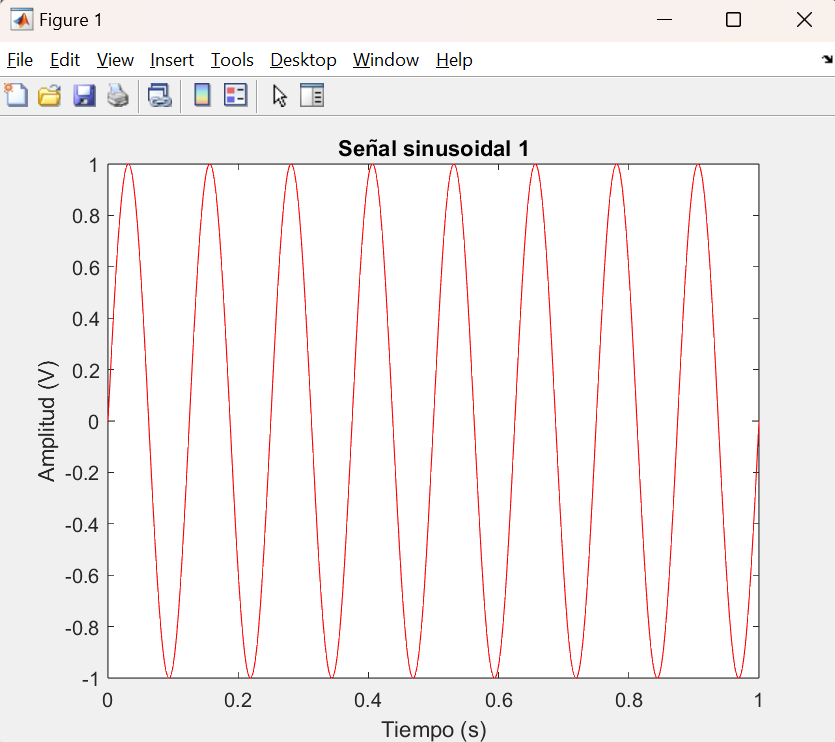 Figure 1
File Edit View Insert Tools Desktop Window Help
Señal sinusoidal 1
1
0.8
0.6
0.4
0.2
0
-0.2
-0.4
-0.6
-0.8
-1
Amplitud (V)
0 0.2 0.4 0.6 0.8 1
Tiempo (s)